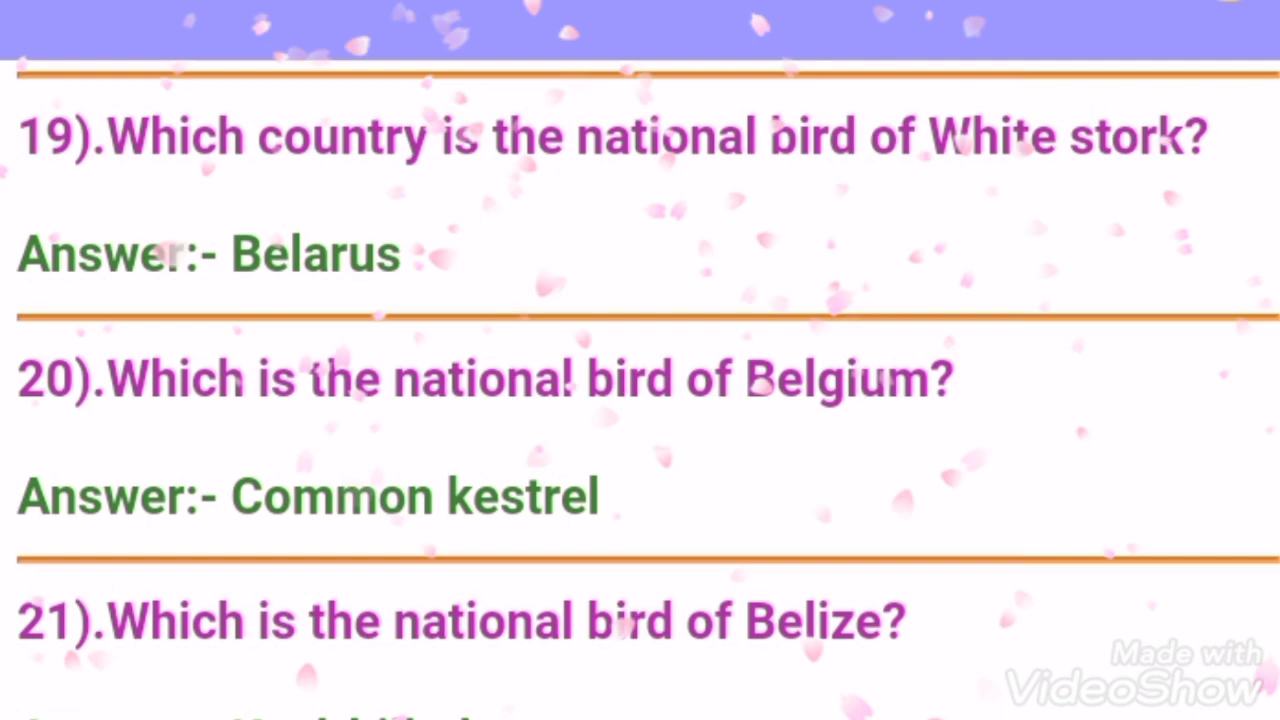 19).Which country is the national bird of White stork?
Answer:- Belarus
20).Which is the national bird of Belgium?
Answer:- Common kestrel
21).Which is the national bird of Belize?
Made with
VideoShow